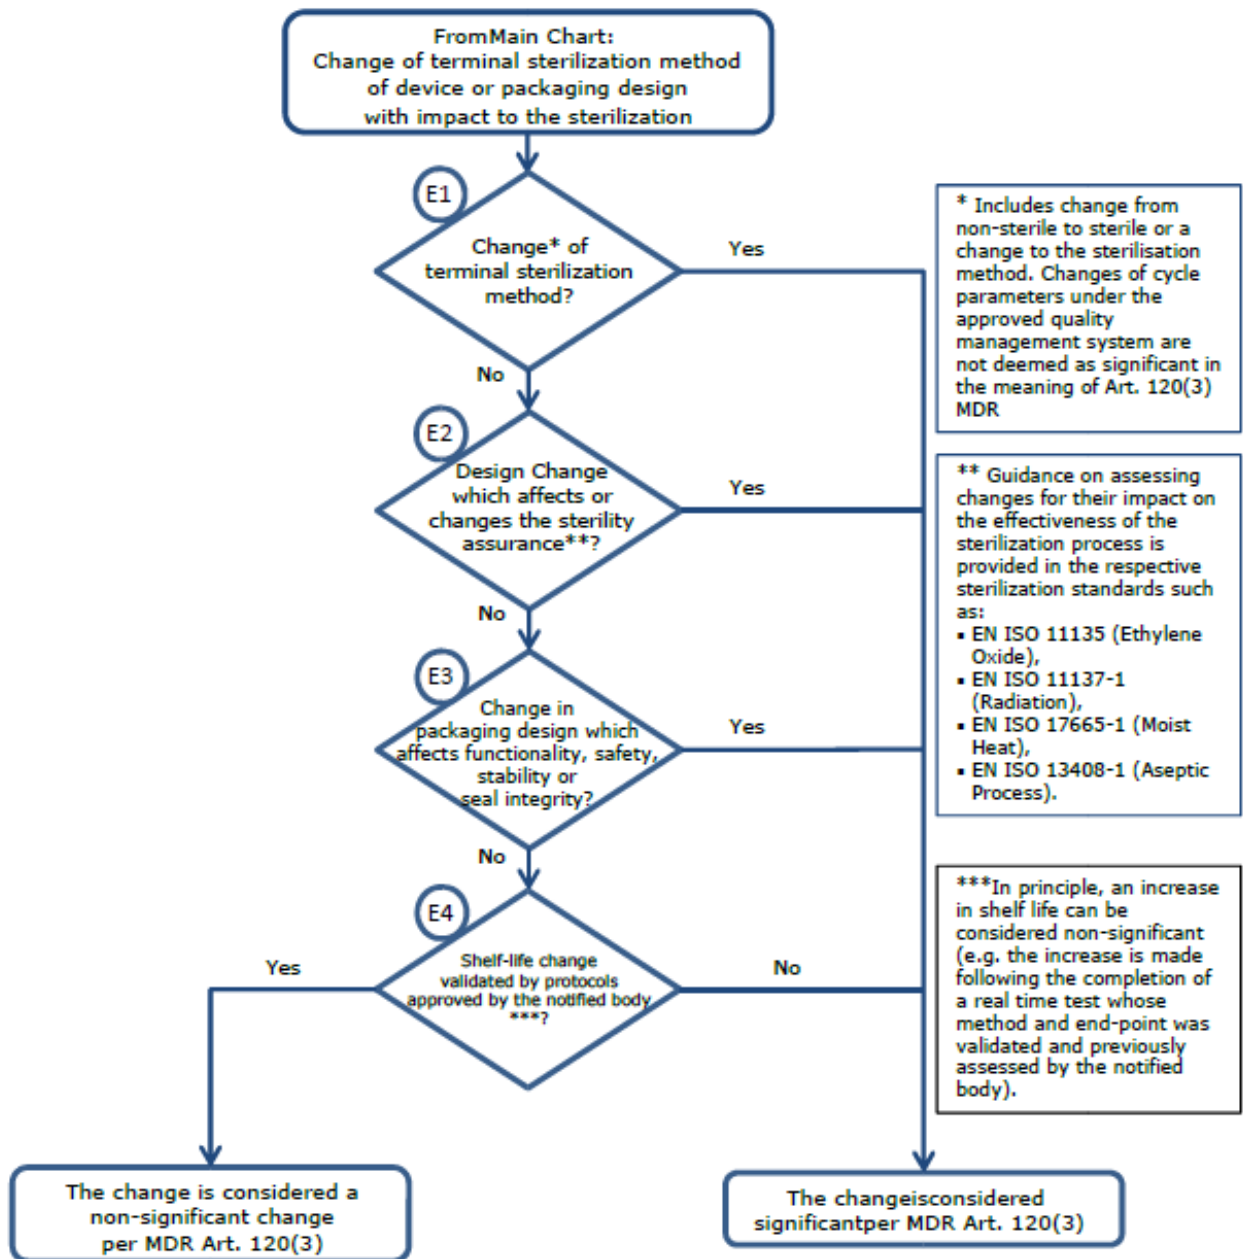 FromMain Chart:
Change of terminal sterilization method
of device or packaging design
with impact to the sterilization
E1
Change* of
terminal sterilization
method?
Yes
No
* Includes change from
non-sterile to sterile or a
change to the sterilisation
method. Changes of cycle
parameters under the
approved quality
management system are
not deemed as significant in
the meaning of Art. 120(3)
MDR
E2
Design Change
which affects or
changes the sterility
assurance**?
Yes
No
** Guidance on assessing
changes for their impact on
the effectiveness of the
sterilization process is
provided in the respective
sterilization standards such
as:
▪ EN ISO 11135 (Ethylene
Oxide),
▪ EN ISO 11137-1
(Radiation),
▪ EN ISO 17665-1 (Moist
Heat),
▪ EN ISO 13408-1 (Aseptic
Process).
E3
Change in
packaging design which
affects functionality, safety,
stability or
seal integrity?
Yes
No
E4
Shelf-life change
validated by protocols
approved by the notified body
***?
Yes
No
***In principle, an increase
in shelf life can be
considered non-significant
(e.g. the increase is made
following the completion of
a real time test whose
method and end-point was
validated and previously
assessed by the notified
body).
The change is considered a
non-significant change
per MDR Art. 120(3)
The changeisconsidered
significantper MDR Art. 120(3)